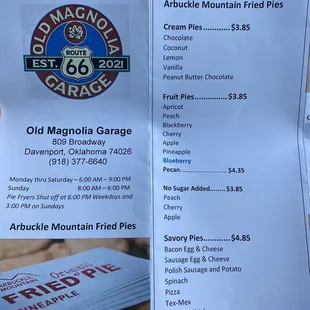 OLD MAGNOLIA
ROUTE
EST. 66 2021
GARAGE
Old Magnolia Garage
809 Broadway
Davenport, Oklahoma 74026
(918) 377-6640
Monday thru Saturday – 6:00 AM – 9:00 PM
Sunday 8:00 AM – 6:00 PM
Pie Fryers Shut off at 6:00 PM Weekdays and
3:00 PM on Sundays
Arbuckle Mountain Fried Pies
ARBUCKLE
MOUNTAIN
Original
FRIED PIE
PINEAPPLE
Arbuckle Mountain Fried Pies
Cream Pies............$3.85
Chocolate
Coconut
Lemon
Vanilla
Peanut Butter Chocolate
Fruit Pies............$3.85
Apricot
Peach
Blackberry
Cherry
Apple
Pineapple
Blueberry
Pecan....................$4.35
No Sugar Added........$3.85
Peach
Cherry
Apple
Savory Pies............$4.85
Bacon Egg & Cheese
Sausage Egg & Cheese
Polish Sausage and Potato
Spinach
Pizza
Tex-Mex